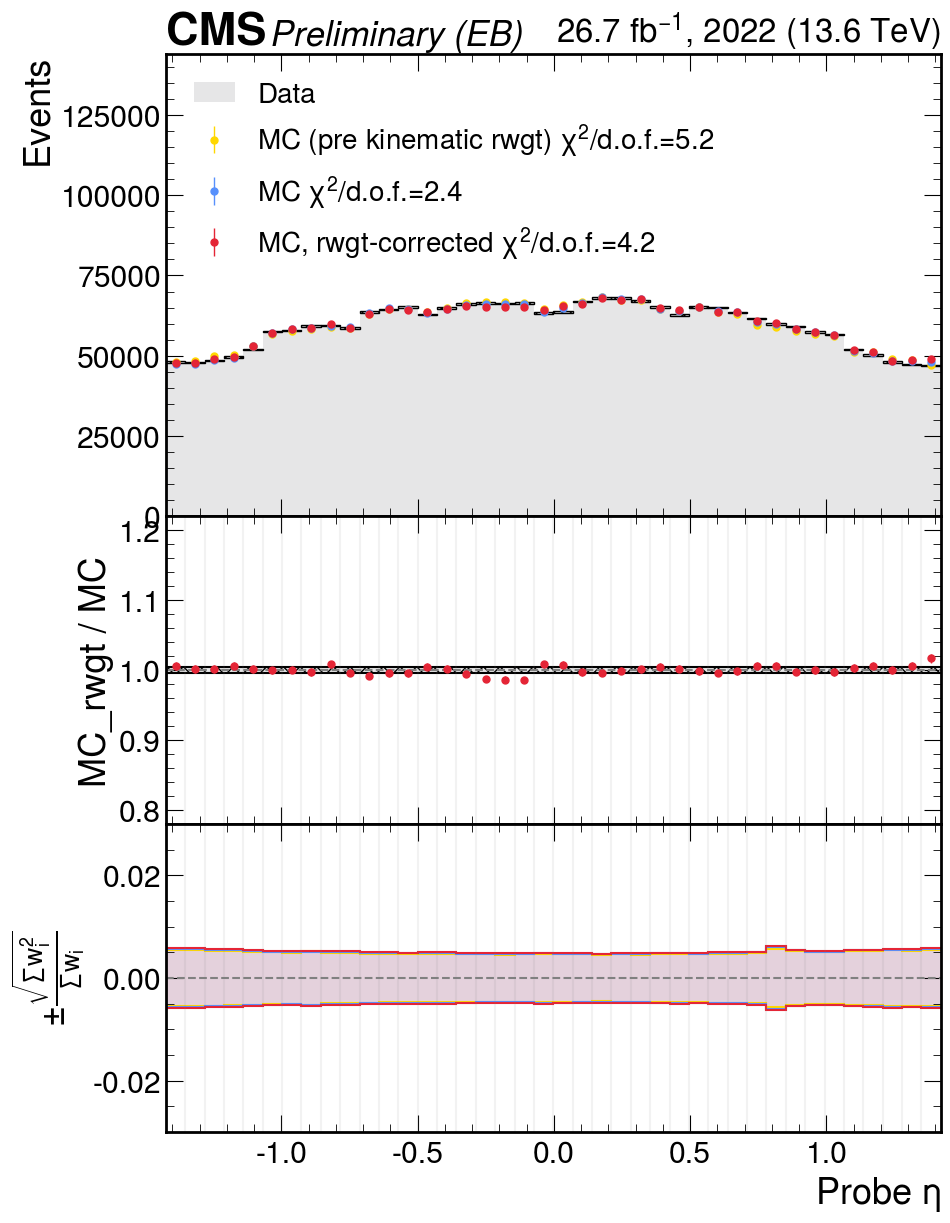 CMS Preliminary (EB) 26.7 fb⁻¹, 2022 (13.6 TeV)
Events
125000
100000
75000
50000
25000
0
Data
MC (pre kinematic rwgt) χ²/d.o.f.=5.2
MC χ²/d.o.f.=2.4
MC, rwgt-corrected χ²/d.o.f.=4.2
MC_rwgt / MC
1.2
1.1
1.0
0.9
0.8
±√Σwᵢ²/Σwᵢ
0.02
0.00
-0.02
-1.0 -0.5 0.0 0.5 1.0
Probe η